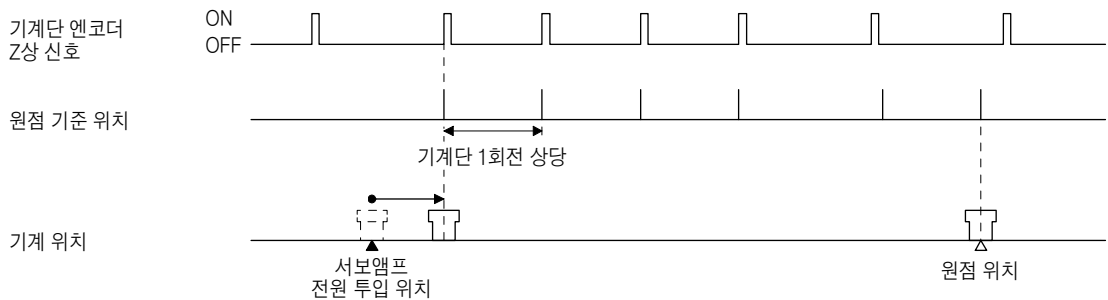 기계단 엔코더
Z상 신호
ON
OFF
원점 기준 위치
기계단 1회전 상당
기계 위치
서보앰프
전원 투입 위치
원점 위치